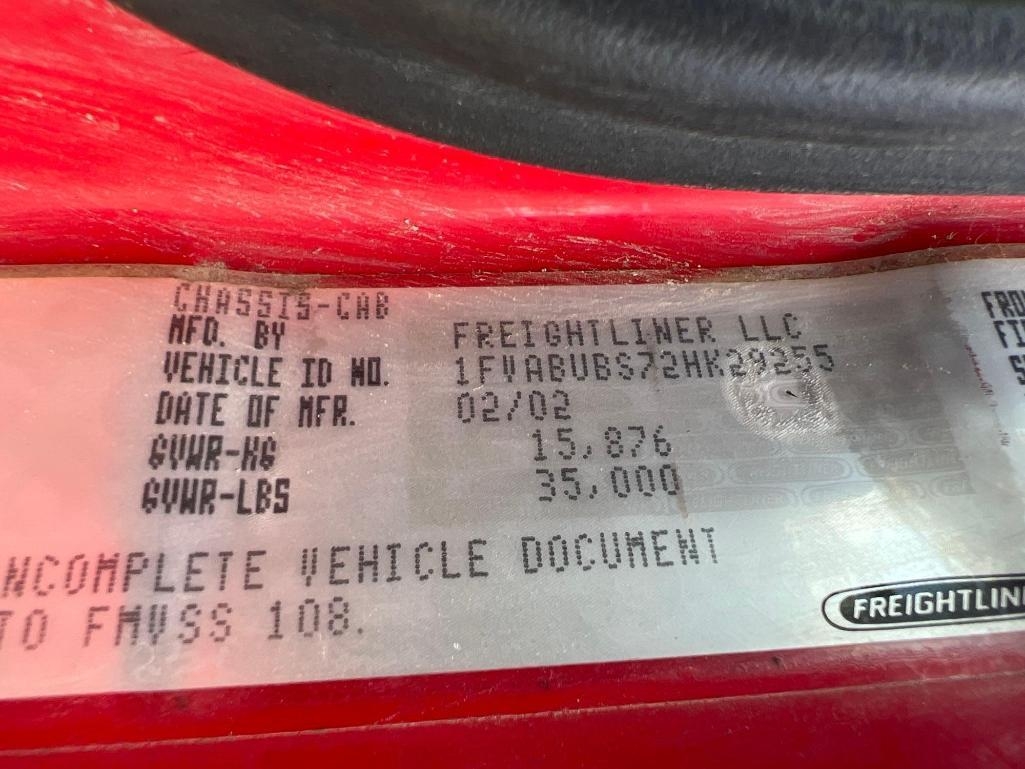 CHASSIS-CAB
MFD. BY FREIGHTLINER LLC
VEHICLE ID NO. 1FVABUBS72HK29255
DATE OF MFR. 02/02
GVWR-KG 15,876
GVWR-LBS 35,000
NCOMPLETE VEHICLE DOCUMENT
TO FMVSS 108.
FREIGHTLIN